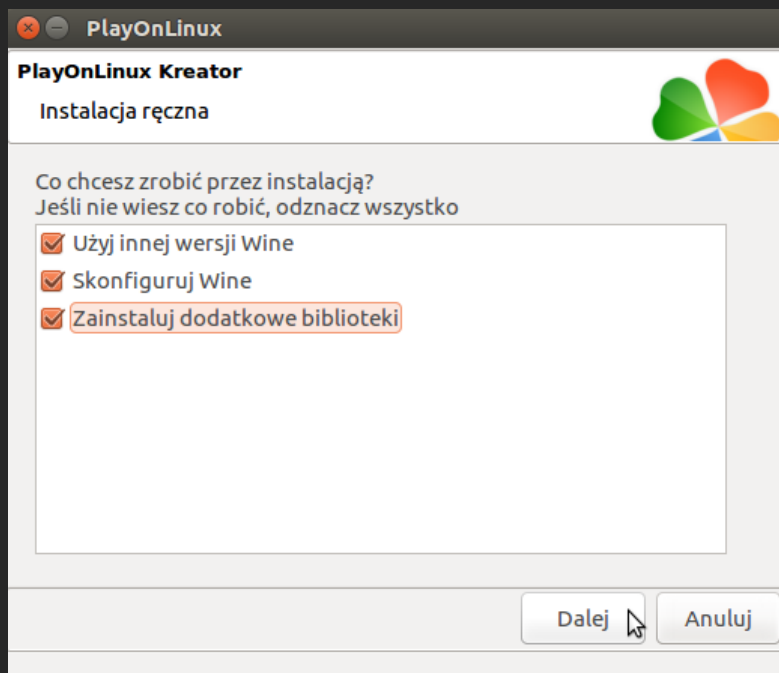 PlayOnLinux
PlayOnLinux Kreator
Instalacja ręczna
Co chcesz zrobić przez instalacją?
Jeśli nie wiesz co robić, odznacz wszystko
Użyj innej wersji Wine
Skonfiguruj Wine
Zainstaluj dodatkowe biblioteki
Dalej
Anuluj